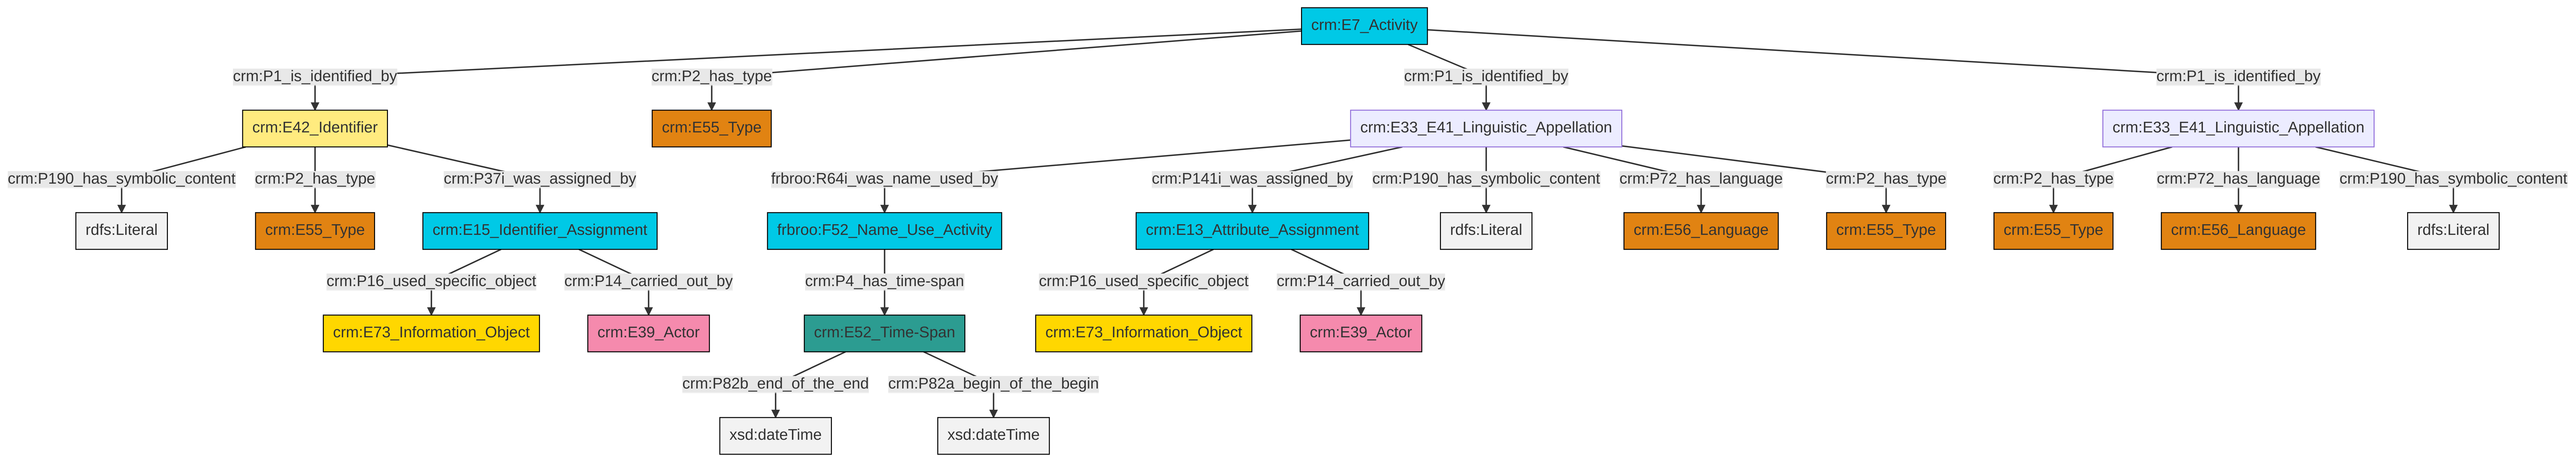 crm:E7_Activity
crm:P1_is_identified_by
crm:P2_has_type
crm:P1_is_identified_by
crm:P1_is_identified_by
crm:E42_Identifier
crm:E55_Type
crm:E33_E41_Linguistic_Appellation
crm:E33_E41_Linguistic_Appellation
crm:P190_has_symbolic_content
crm:P2_has_type
crm:P37i_was_assigned_by
frbroo:R64i_was_name_used_by
crm:P141i_was_assigned_by
crm:P190_has_symbolic_content
crm:P72_has_language
crm:P2_has_type
crm:P2_has_type
crm:P72_has_language
crm:P190_has_symbolic_content
rdfs:Literal
crm:E55_Type
crm:E15_Identifier_Assignment
frbroo:F52_Name_Use_Activity
crm:E13_Attribute_Assignment
rdfs:Literal
crm:E56_Language
crm:E55_Type
crm:E55_Type
crm:E56_Language
rdfs:Literal
crm:P16_used_specific_object
crm:P14_carried_out_by
crm:P4_has_time-span
crm:P16_used_specific_object
crm:P14_carried_out_by
crm:E73_Information_Object
crm:E39_Actor
crm:E52_Time-Span
crm:E73_Information_Object
crm:E39_Actor
crm:P82b_end_of_the_end
crm:P82a_begin_of_the_begin
xsd:dateTime
xsd:dateTime